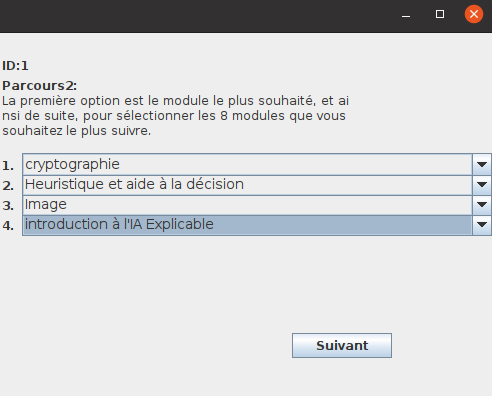 ID:1
Parcours2:
La première option est le module le plus souhaité, et ai
nsi de suite, pour sélectionner les 8 modules que vous
souhaitez le plus suivre.
1. cryptographie
2. Heuristique et aide à la décision
3. Image
4. introduction à l'IA Explicable
Suivant